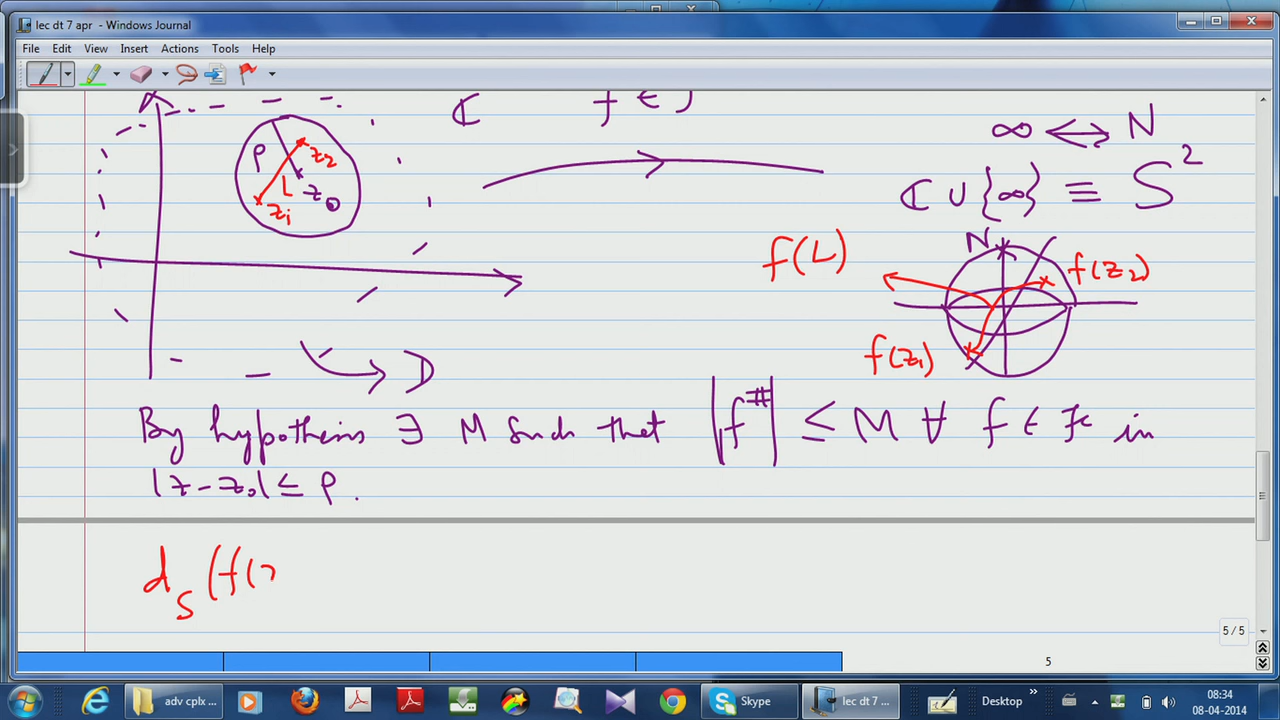 lec dt 7 apr - Windows Journal
File Edit View Insert Actions Tools Help
ℂ f ∈ F
∞ ↔ N
ℂ ∪ {∞} ≡ S²
ρ z₂
L z₀
z₁
f(L)
N
f(z₂)
f(z₁)
D
By hypothesis ∃ M such that |f^#| ≤ M ∀ f ∈ F in
|z - z₀| ≤ ρ.
d_S (f(z
5 / 5
5
adv cplx ...
Skype
lec dt 7 ...
Desktop
08:34
08-04-2014